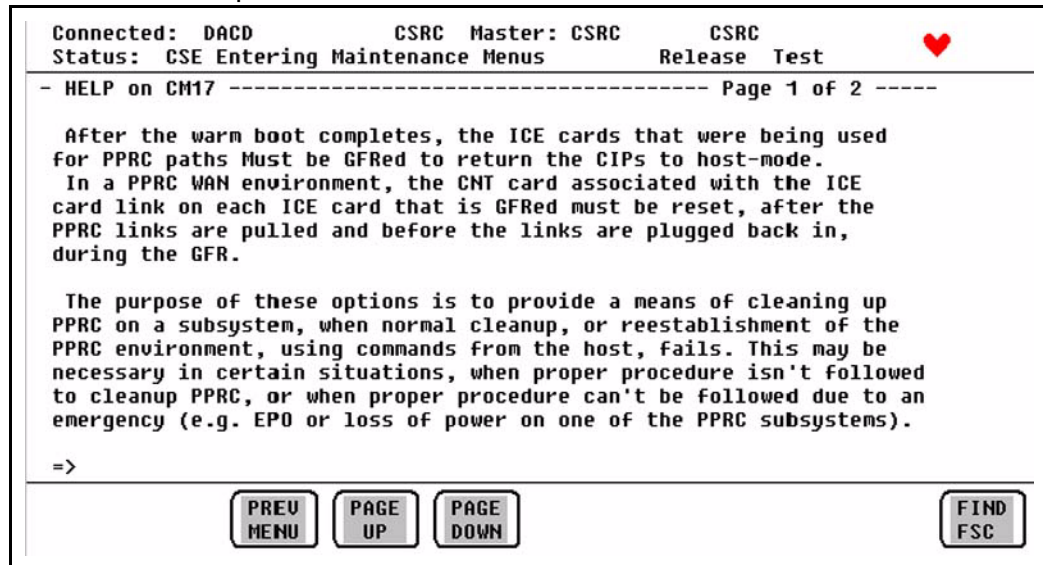 Connected: DACD CSRC Master: CSRC CSRC
Status: CSE Entering Maintenance Menus Release Test
- HELP on CM17 --------------------------------------- Page 1 of 2 -----
After the warm boot completes, the ICE cards that were being used
for PPRC paths Must be GFRed to return the CIPs to host-mode.
In a PPRC WAN environment, the CNT card associated with the ICE
card link on each ICE card that is GFRed must be reset, after the
PPRC links are pulled and before the links are plugged back in,
during the GFR.
The purpose of these options is to provide a means of cleaning up
PPRC on a subsystem, when normal cleanup, or reestablishment of the
PPRC environment, using commands from the host, fails. This may be
necessary in certain situations, when proper procedure isn't followed
to cleanup PPRC, or when proper procedure can't be followed due to an
emergency (e.g. EPO or loss of power on one of the PPRC subsystems).
=>
PREV MENU PAGE UP PAGE DOWN FIND FSC